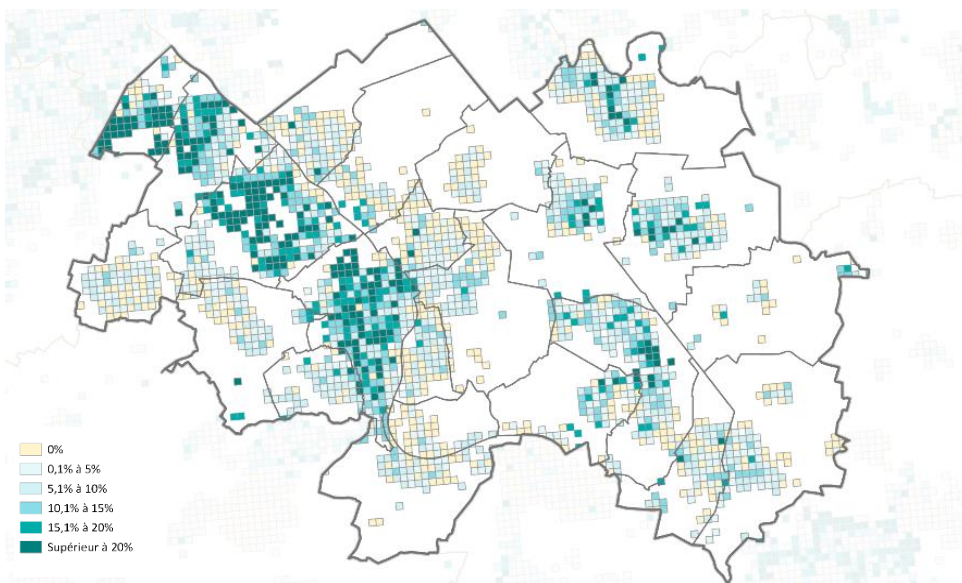 0%
0,1% à 5%
5,1% à 10%
10,1% à 15%
15,1% à 20%
Supérieur à 20%